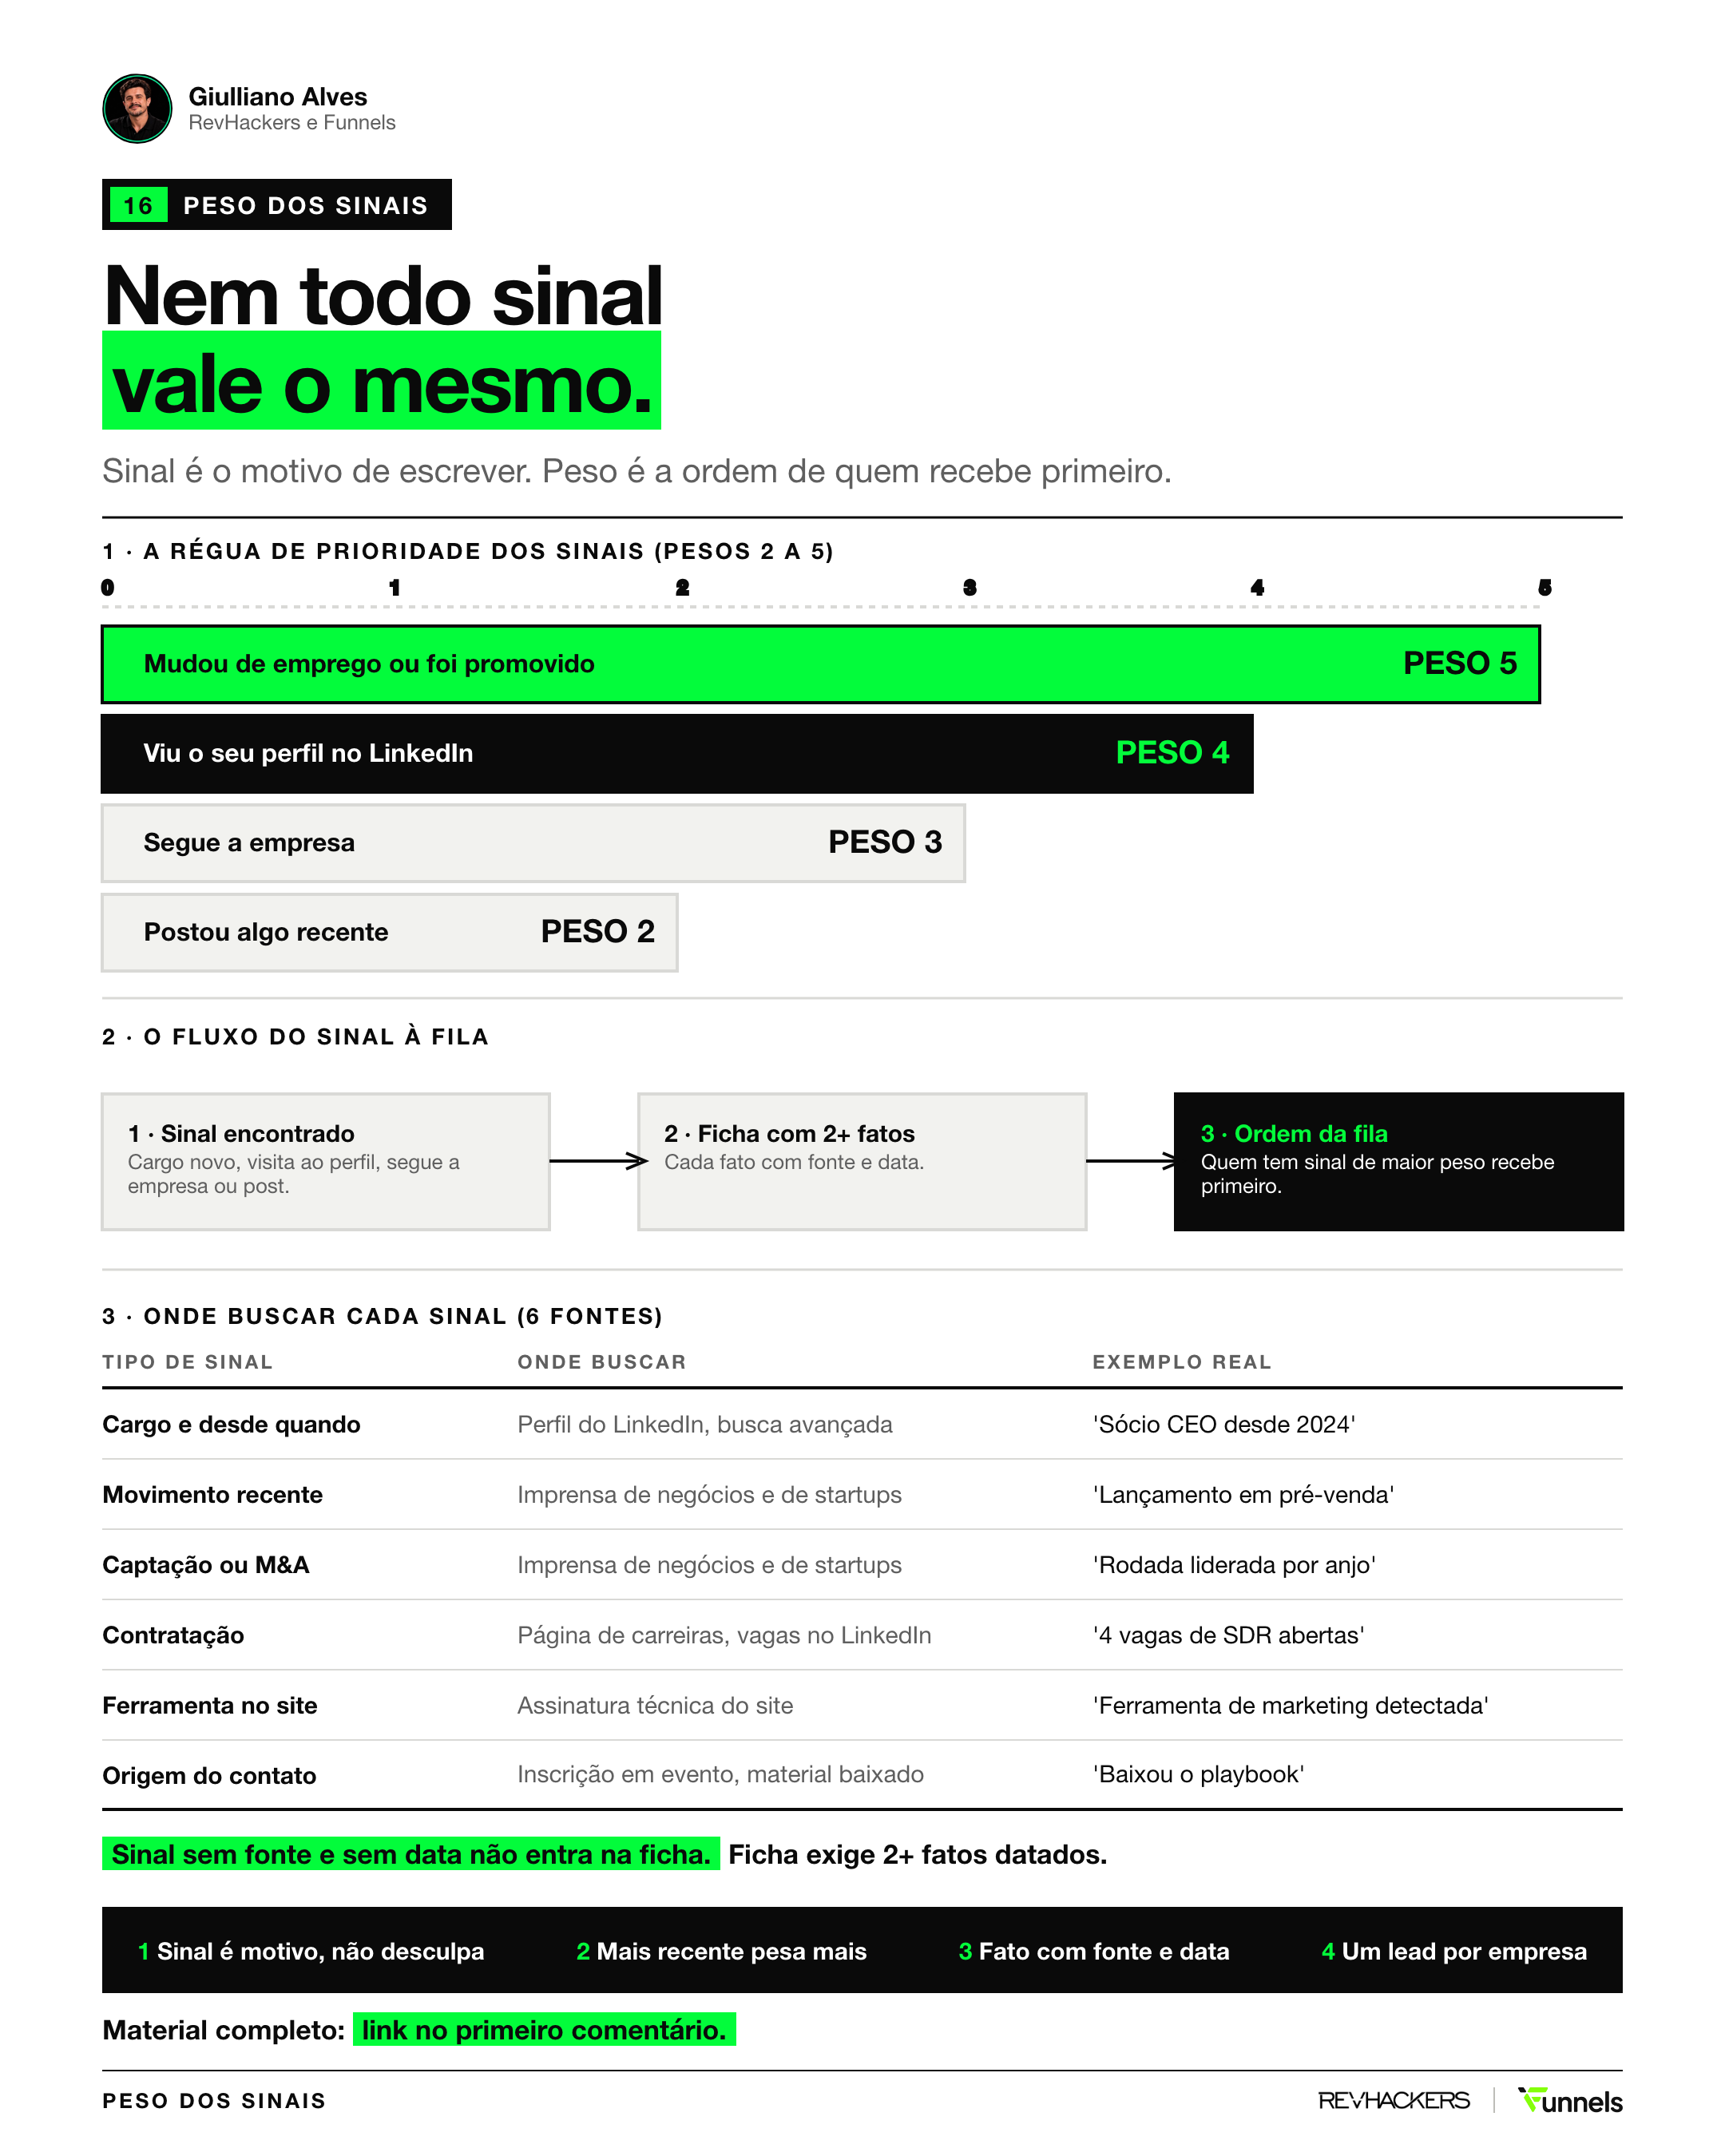 Giulliano Alves
RevHackers e Funnels
16 PESO DOS SINAIS
Nem todo sinal
vale o mesmo.
Sinal é o motivo de escrever. Peso é a ordem de quem recebe primeiro.
1 · A RÉGUA DE PRIORIDADE DOS SINAIS (PESOS 2 A 5)
0 1 2 3 4 5
Mudou de emprego ou foi promovido PESO 5
Viu o seu perfil no LinkedIn PESO 4
Segue a empresa PESO 3
Postou algo recente PESO 2
2 · O FLUXO DO SINAL À FILA
1 · Sinal encontrado
Cargo novo, visita ao perfil, segue a
empresa ou post.
2 · Ficha com 2+ fatos
Cada fato com fonte e data.
3 · Ordem da fila
Quem tem sinal de maior peso recebe
primeiro.
3 · ONDE BUSCAR CADA SINAL (6 FONTES)
TIPO DE SINAL ONDE BUSCAR EXEMPLO REAL
Cargo e desde quando Perfil do LinkedIn, busca avançada 'Sócio CEO desde 2024'
Movimento recente Imprensa de negócios e de startups 'Lançamento em pré-venda'
Captação ou M&A Imprensa de negócios e de startups 'Rodada liderada por anjo'
Contratação Página de carreiras, vagas no LinkedIn '4 vagas de SDR abertas'
Ferramenta no site Assinatura técnica do site 'Ferramenta de marketing detectada'
Origem do contato Inscrição em evento, material baixado 'Baixou o playbook'
Sinal sem fonte e sem data não entra na ficha. Ficha exige 2+ fatos datados.
1 Sinal é motivo, não desculpa 2 Mais recente pesa mais 3 Fato com fonte e data 4 Um lead por empresa
Material completo: link no primeiro comentário.
PESO DOS SINAIS REVHACKERS Funnels